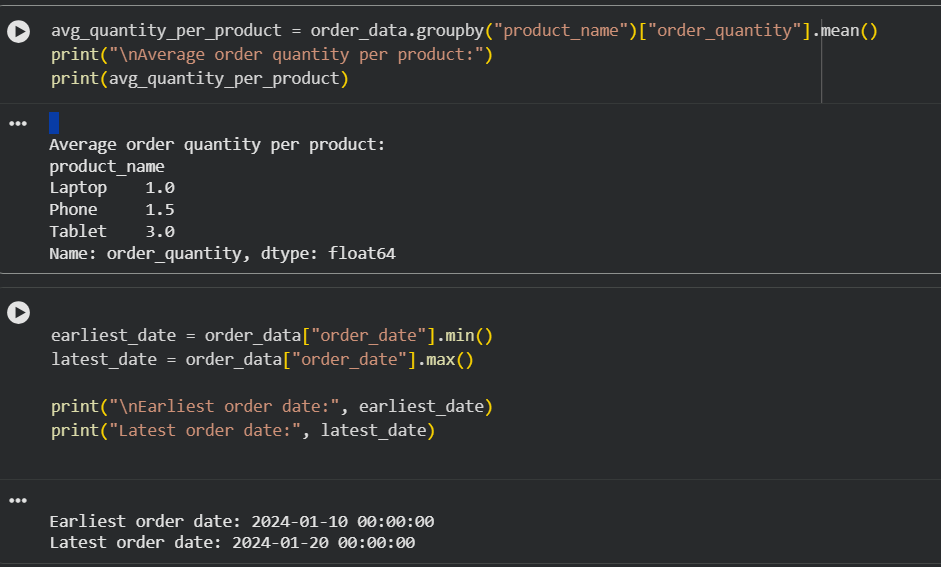 avg_quantity_per_product = order_data.groupby("product_name")["order_quantity"].mean()
print("\nAverage order quantity per product:")
print(avg_quantity_per_product)
Average order quantity per product:
product_name
Laptop    1.0
Phone     1.5
Tablet    3.0
Name: order_quantity, dtype: float64
earliest_date = order_data["order_date"].min()
latest_date = order_data["order_date"].max()
print("\nEarliest order date:", earliest_date)
print("Latest order date:", latest_date)
Earliest order date: 2024-01-10 00:00:00
Latest order date: 2024-01-20 00:00:00